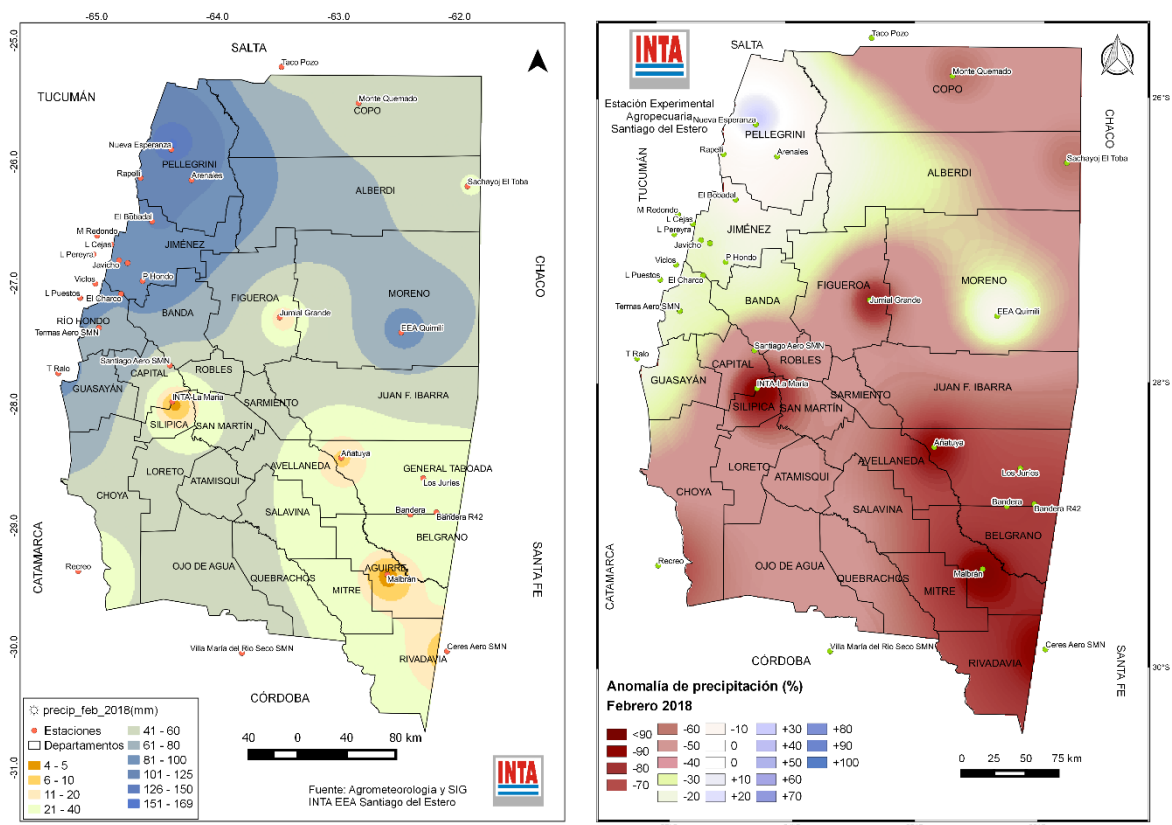 -65.0
-64.0
-63.0
-62.0
-25.0
-26.0
-27.0
-28.0
-29.0
-30.0
-31.0
SALTA
TUCUMÁN
CHACO
CATAMARCA
SANTA FE
CÓRDOBA
Taco Pozo
Monte Quemado
COPO
Nueva Esperanza
PELLEGRINI
Rapelli
Arenales
Sachayoj El Toba
ALBERDI
El Bobadal
M Redondo
L Cejas
JIMÉNEZ
L Pereyra
Javicho
Viclos
P Hondo
L Puestos
El Charco
FIGUEROA
MORENO
BANDA
Jumial Grande
RÍO HONDO
Termas Aero SMN
EEA Quimilí
Santiago Aero SMN
T Ralo
CAPITAL
ROBLES
GUASAYÁN
INTA-La Maria
JUAN F. IBARRA
SARMIENTO
SILIPICA
SAN MARTÍN
Añatuya
LORETO
AVELLANEDA
GENERAL TABOADA
ATAMISQUI
Los Juríes
CHOYA
SALAVINA
Bandera
Bandera R42
BELGRANO
Recreo
OJO DE AGUA
QUEBRACHOS
AGUIRRE
Malbrán
MITRE
Villa María del Rio Seco SMN
Ceres Aero SMN
RIVADAVIA
precip_feb_2018(mm)
Estaciones
Departamentos
4 - 5
6 - 10
11 - 20
21 - 40
41 - 60
61 - 80
81 - 100
101 - 125
126 - 150
151 - 169
40 0 40 80 km
Fuente: Agrometeorologia y SIG
INTA EEA Santiago del Estero
INTA
INTA
Estación Experimental
Agropecuaria
Santiago del Estero
SALTA
Taco Pozo
Monte Quemado
COPO
26°S
CHACO
Nueva Esperanza
PELLEGRINI
Rapelli
Arenales
Sachayoj El Toba
TUCUMÁN
ALBERDI
El Bobadal
M Redondo
L Cejas
JIMÉNEZ
L Pereyra
Javicho
Viclos
P Hondo
L Puestos
El Charco
FIGUEROA
MORENO
BANDA
Jumial Grande
Termas Aero SMN
EEA Quimilí
Santiago Aero SMN
T Ralo
CAPITAL
ROBLES
28°S
GUASAYÁN
INTA-La Maria
JUAN F. IBARRA
SARMIENTO
SILIPICA
SAN MARTÍN
Añatuya
LORETO
AVELLANEDA
Los Juríes
ATAMISQUI
CHOYA
SALAVINA
Bandera
Bandera R42
BELGRANO
CATAMARCA
Recreo
OJO DE AGUA
QUEBRACHOS
Malbrán
MITRE
Villa María del Rio Seco SMN
Ceres Aero SMN
CÓRDOBA
RIVADAVIA
30°S
SANTA FE
Anomalía de precipitación (%)
Febrero 2018
<90
-90
-80
-70
-60
-50
-40
-30
-20
-10
0
0
+10
+20
+30
+40
+50
+60
+70
+80
+90
+100
25 0 25 50 75 km